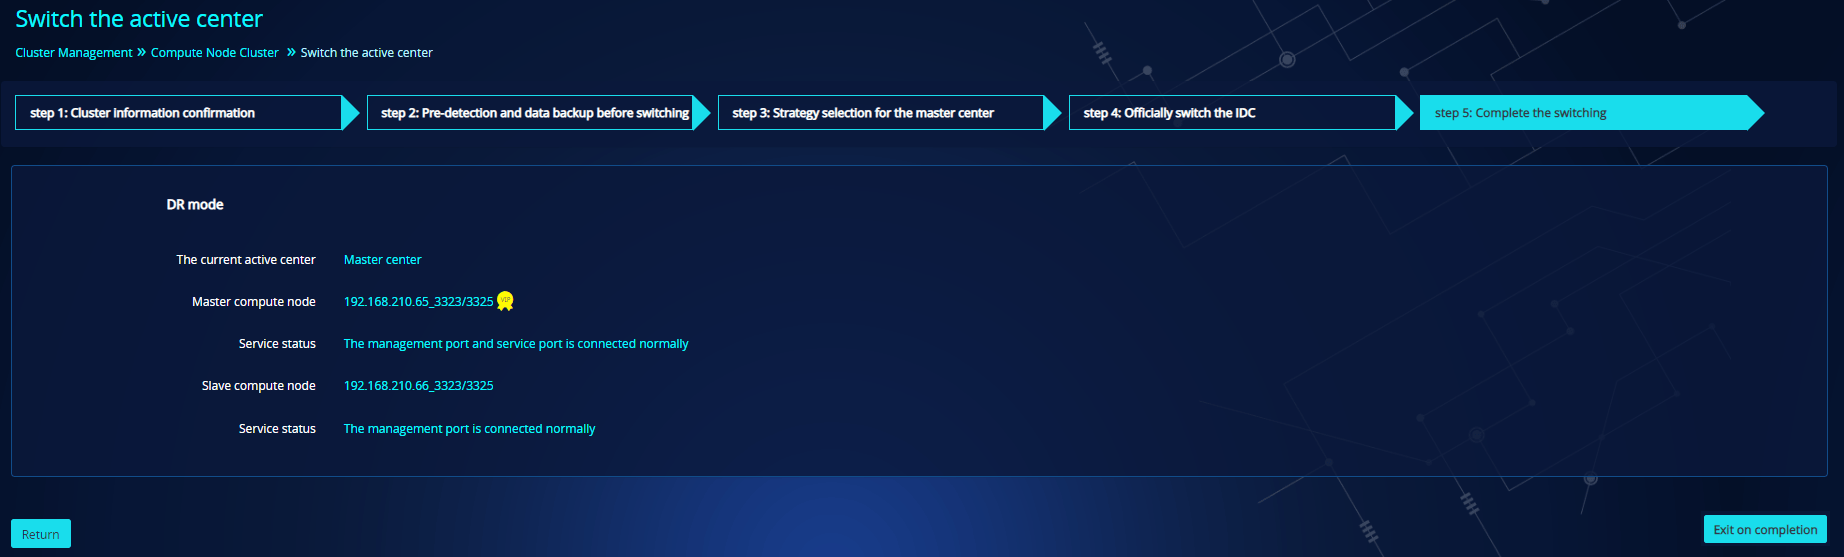 Switch the active center
Cluster Management » Compute Node Cluster » Switch the active center
step 1: Cluster information confirmation
step 2: Pre-detection and data backup before switching
step 3: Strategy selection for the master center
step 4: Officially switch the IDC
step 5: Complete the switching
DR mode
The current active center Master center
Master compute node 192.168.210.65_3323/3325 VIP
Service status The management port and service port is connected normally
Slave compute node 192.168.210.66_3323/3325
Service status The management port is connected normally
Return
Exit on completion